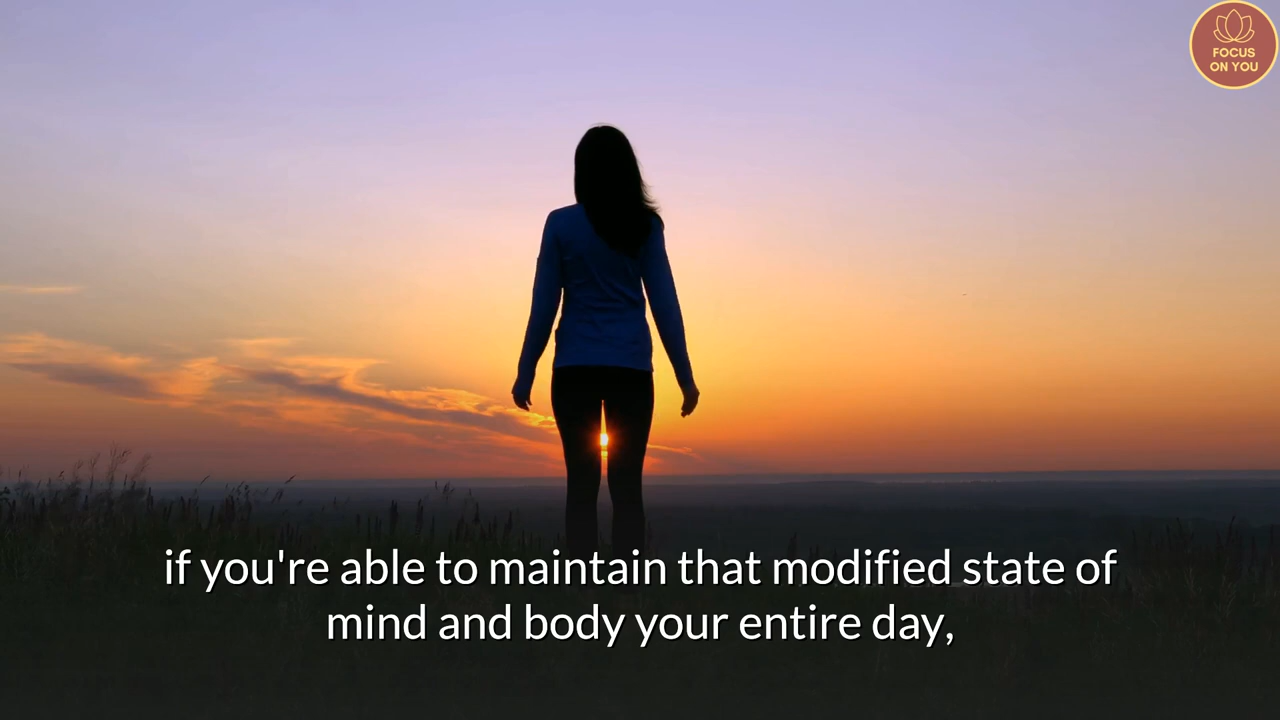 FOCUS
ON YOU
if you're able to maintain that modified state of
mind and body your entire day,